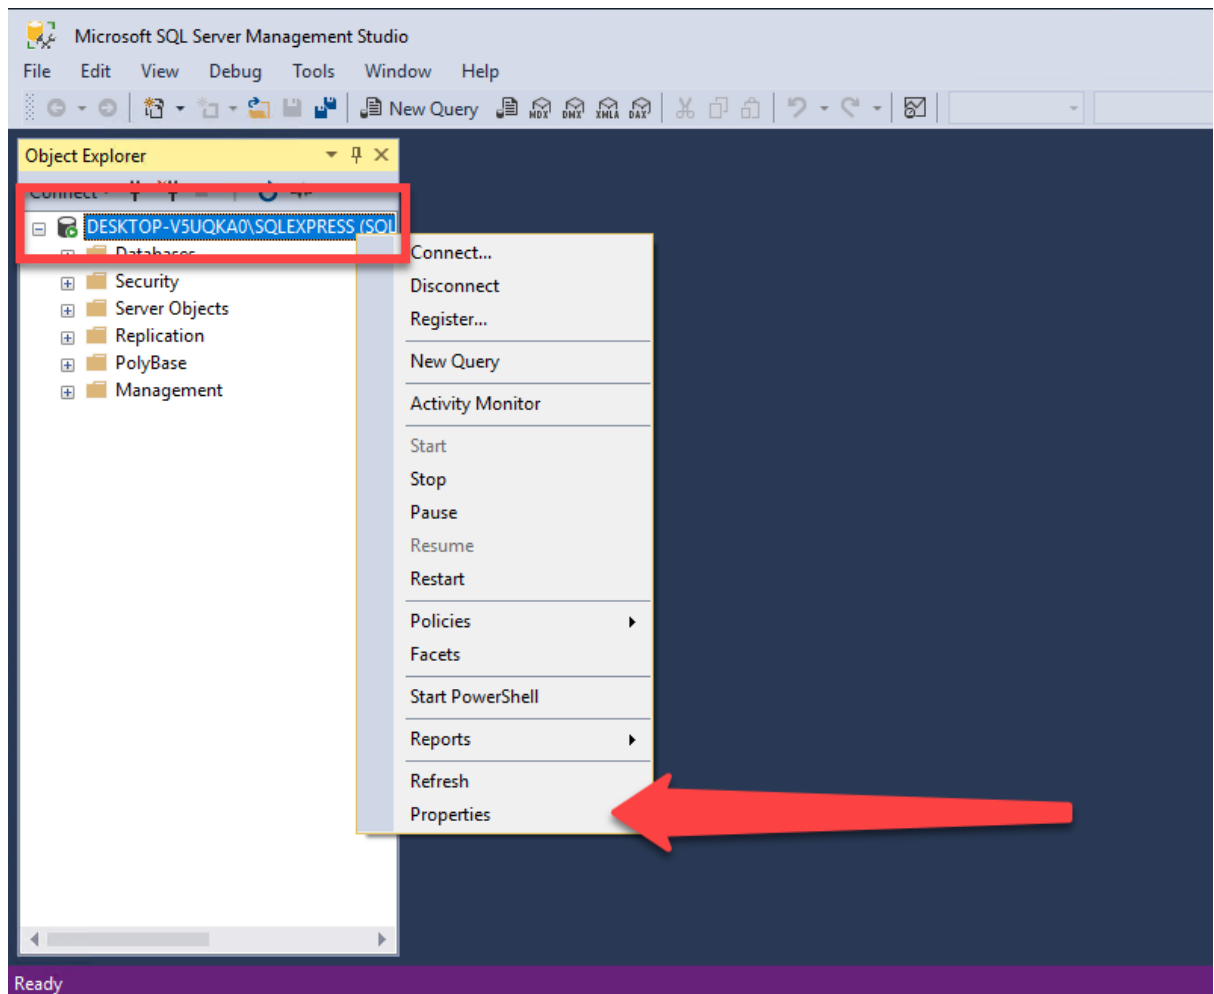 Microsoft SQL Server Management Studio
File Edit View Debug Tools Window Help
New Query MDX DMX XMLA DAX
Object Explorer
Connect
DESKTOP-V5UQKA0\SQLEXPRESS (SQL
Databases
Security
Server Objects
Replication
PolyBase
Management
Connect...
Disconnect
Register...
New Query
Activity Monitor
Start
Stop
Pause
Resume
Restart
Policies
Facets
Start PowerShell
Reports
Refresh
Properties
Ready